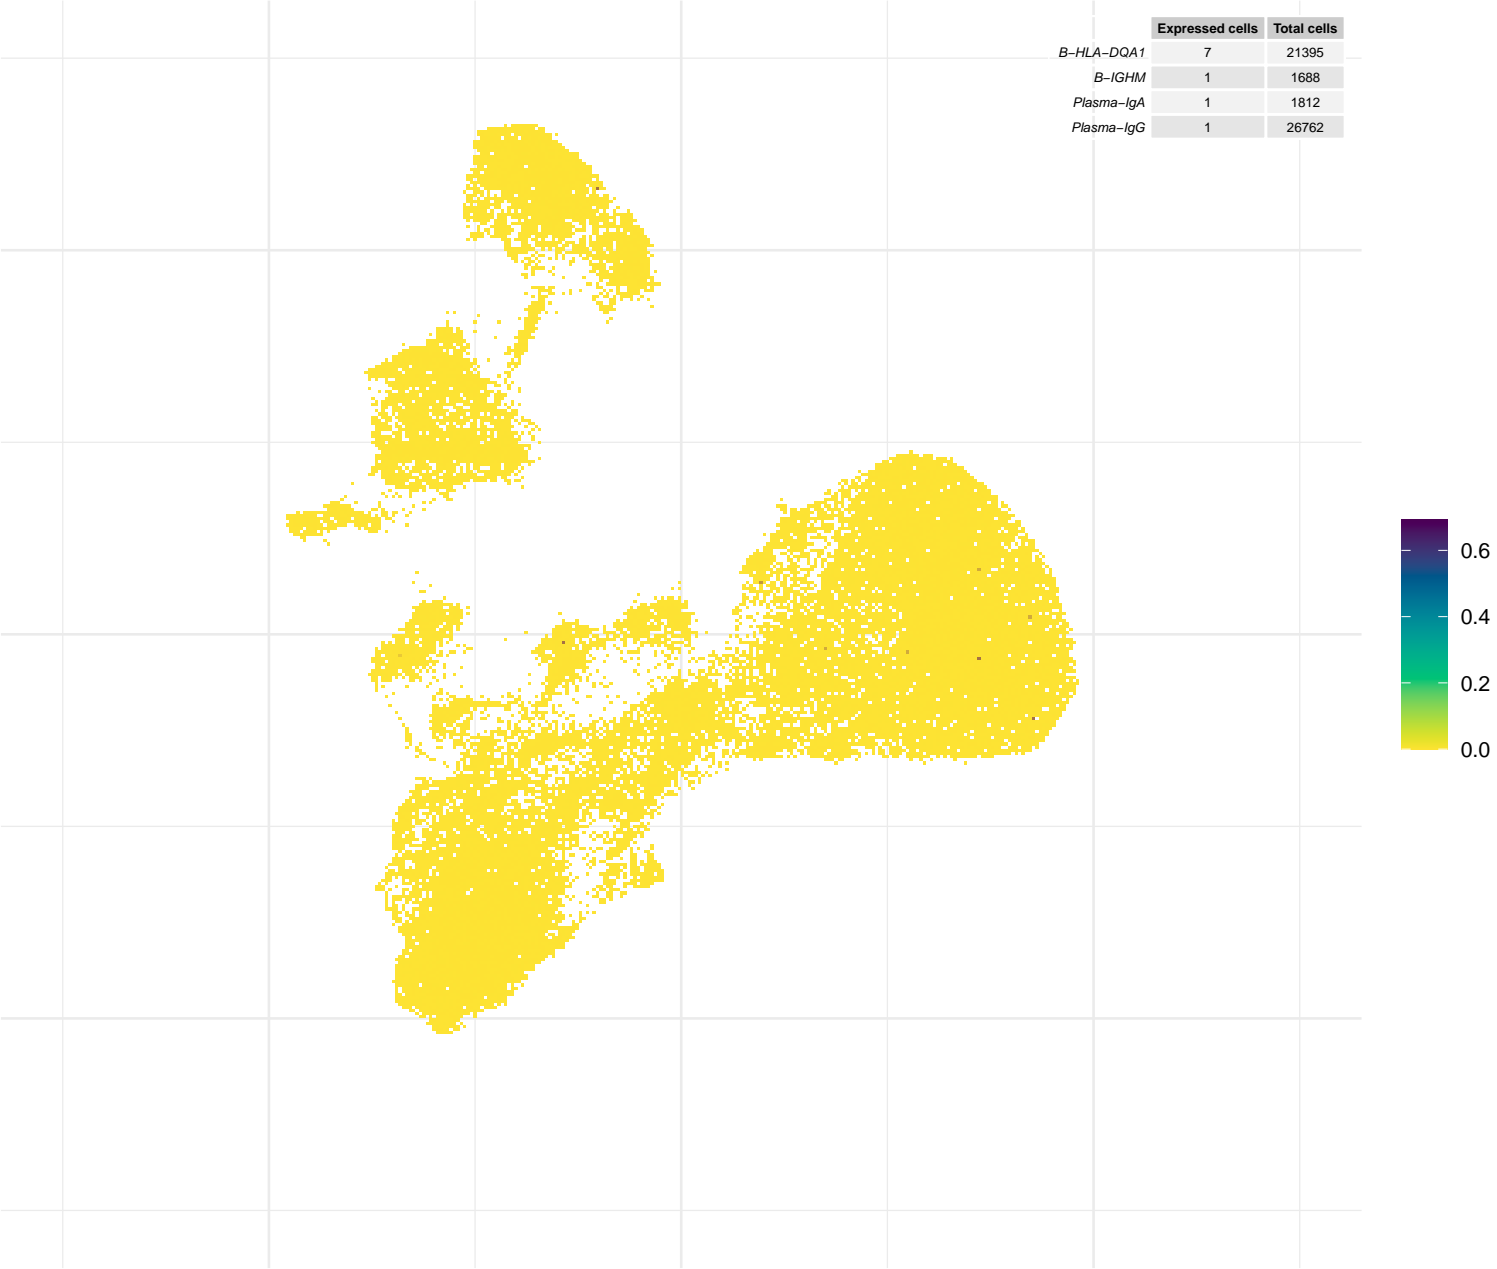 Expressed cells Total cells
B−HLA−DQA1 7 21395
B−IGHM 1 1688
Plasma−IgA 1 1812
Plasma−IgG 1 26762
0.6
0.4
0.2
0.0